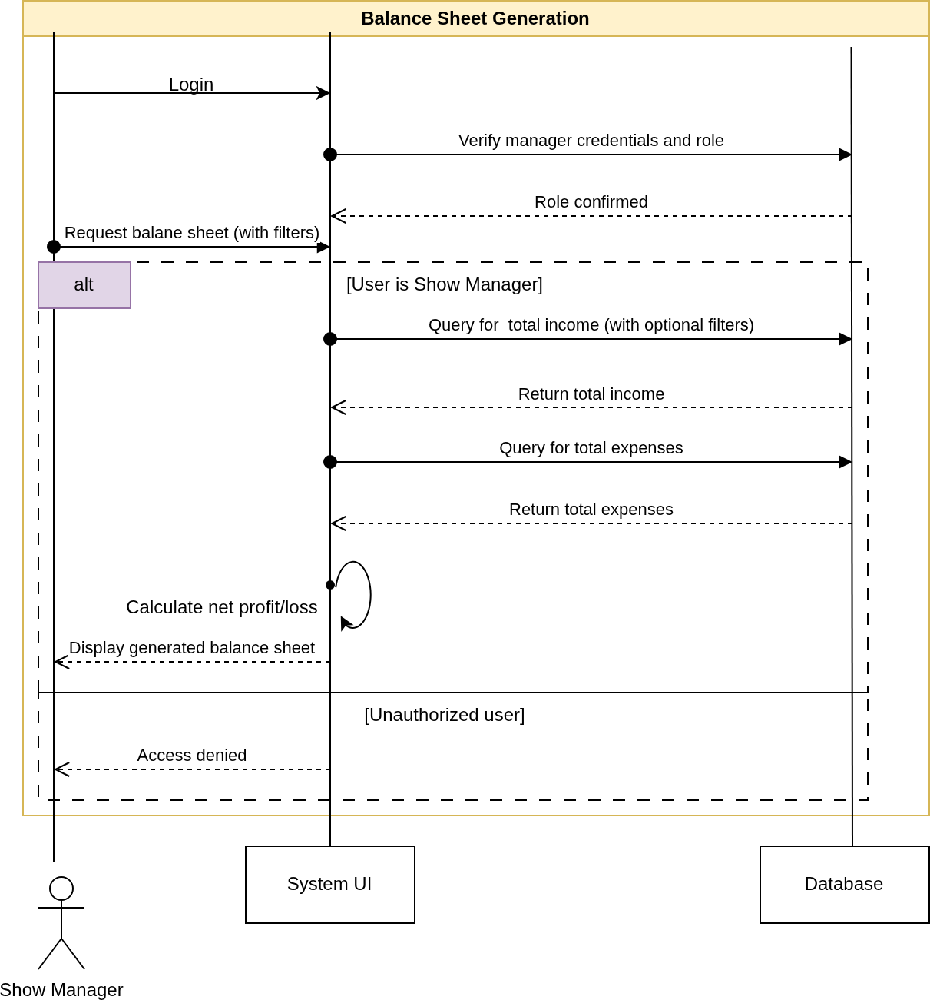 Balance Sheet Generation
Login
Verify manager credentials and role
Role confirmed
Request balane sheet (with filters)
alt
[User is Show Manager]
Query for  total income (with optional filters)
Return total income
Query for total expenses
Return total expenses
Calculate net profit/loss
Display generated balance sheet
[Unauthorized user]
Access denied
System UI
Database
Show Manager